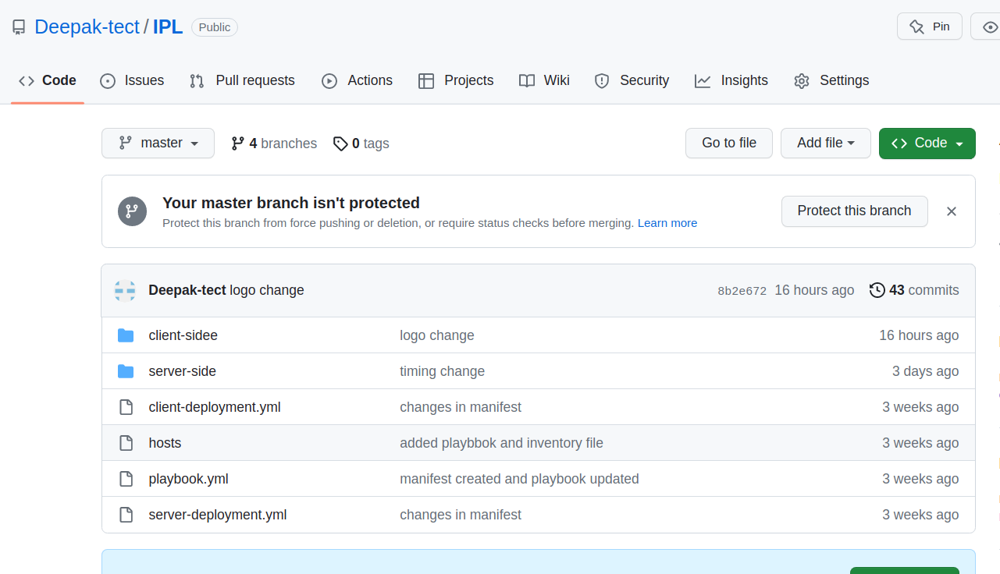 Deepak-tect / IPL Public Pin
Code Issues Pull requests Actions Projects Wiki Security Insights Settings
master 4 branches 0 tags Go to file Add file Code
Your master branch isn't protected
Protect this branch from force pushing or deletion, or require status checks before merging. Learn more
Protect this branch
Deepak-tect logo change 8b2e672 16 hours ago 43 commits
client-sidee logo change 16 hours ago
server-side timing change 3 days ago
client-deployment.yml changes in manifest 3 weeks ago
hosts added playbbok and inventory file 3 weeks ago
playbook.yml manifest created and playbook updated 3 weeks ago
server-deployment.yml changes in manifest 3 weeks ago